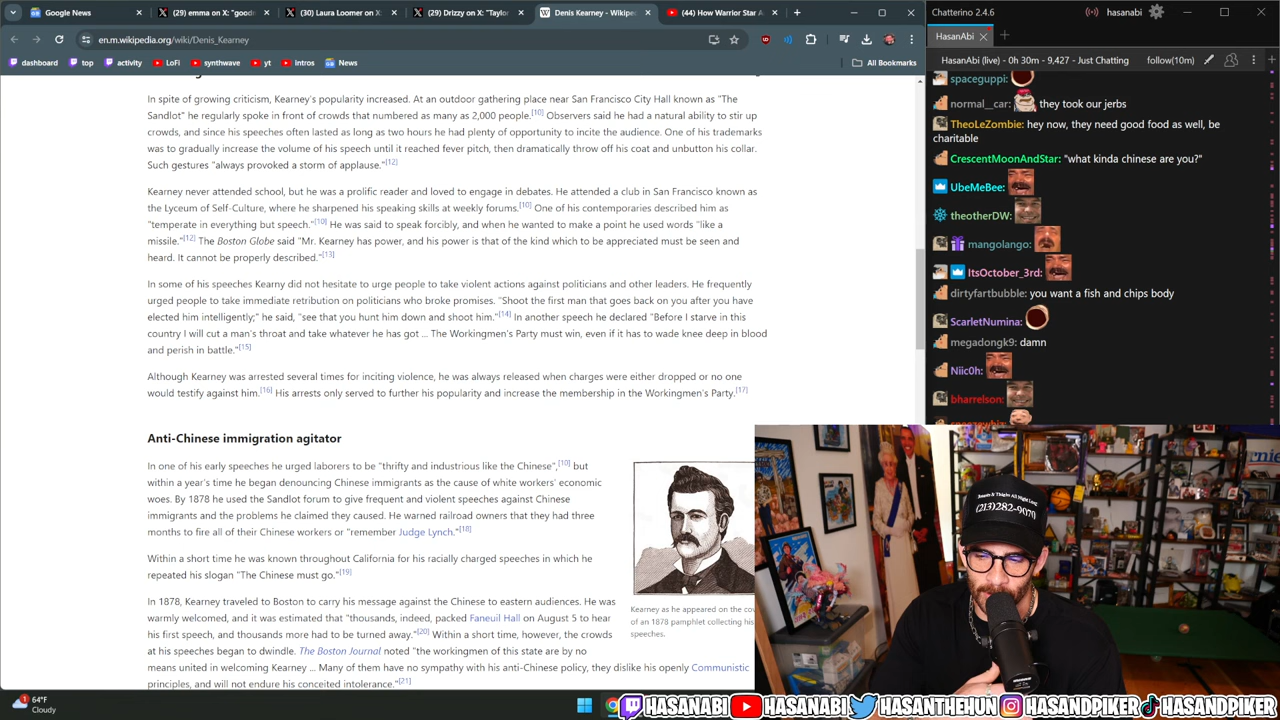 Google News
(29) emma on X: "goode
(30) Laura Loomer on X:
(29) Drizzy on X: "Taylor
Denis Kearney - Wikipe
(44) How Warrior Star A
en.m.wikipedia.org/wiki/Denis_Kearney
dashboard
top
activity
LoFi
synthwave
yt
intros
News
All Bookmarks
In spite of growing criticism, Kearney's popularity increased. At an outdoor gathering place near San Francisco City Hall known as "The
Sandlot" he regularly spoke in front of crowds that numbered as many as 2,000 people.[10] Observers said he had a natural ability to stir up
crowds, and since his speeches often lasted as long as two hours he had plenty of opportunity to incite the audience. One of his trademarks
was to gradually increase the volume of his speech until it reached fever pitch, then dramatically throw off his coat and unbutton his collar.
Such gestures "always provoked a storm of applause."[12]
Kearney never attended school, but he was a prolific reader and loved to engage in debates. He attended a club in San Francisco known as
the Lyceum of Self-Culture, where he sharpened his speaking skills at weekly forums.[10] One of his contemporaries described him as
"temperate in everything but speech."[10] He was said to speak forcibly, and when he wanted to make a point he used words "like a
missile."[12] The Boston Globe said "Mr. Kearney has power, and his power is that of the kind which to be appreciated must be seen and
heard. It cannot be properly described."[13]
In some of his speeches Kearny did not hesitate to urge people to take violent actions against politicians and other leaders. He frequently
urged people to take immediate retribution on politicians who broke promises. "Shoot the first man that goes back on you after you have
elected him intelligently;" he said, "see that you hunt him down and shoot him."[14] In another speech he declared "Before I starve in this
country I will cut a man's throat and take whatever he has got ... The Workingmen's Party must win, even if it has to wade knee deep in blood
and perish in battle."[15]
Although Kearney was arrested several times for inciting violence, he was always released when charges were either dropped or no one
would testify against him.[16] His arrests only served to further his popularity and increase the membership in the Workingmen's Party.[17]
Anti-Chinese immigration agitator
In one of his early speeches he urged laborers to be "thrifty and industrious like the Chinese",[10] but
within a year's time he began denouncing Chinese immigrants as the cause of white workers' economic
woes. By 1878 he used the Sandlot forum to give frequent and violent speeches against Chinese
immigrants and the problems he claimed they caused. He warned railroad owners that they had three
months to fire all of their Chinese workers or "remember Judge Lynch."[18]
Within a short time he was known throughout California for his racially charged speeches in which he
repeated his slogan "The Chinese must go."[19]
In 1878, Kearney traveled to Boston to carry his message against the Chinese to eastern audiences. He was
warmly welcomed, and it was estimated that "thousands, indeed, packed Faneuil Hall on August 5 to hear
his first speech, and thousands more had to be turned away."[20] Within a short time, however, the crowds
at his speeches began to dwindle. The Boston Journal noted "the workingmen of this state are by no
means united in welcoming Kearney ... Many of them have no sympathy with his anti-Chinese policy, they dislike his openly Communistic
principles, and will not endure his conceited intolerance."[21]
Kearney as he appeared on the cov
of an 1878 pamphlet collecting his
speeches.
Chatterino 2.4.6
hasanabi
HasanAbi
HasanAbi (live) - 0h 30m - 9,427 - Just Chatting
follow(10m)
spaceguppi:
normal__car: they took our jerbs
TheoLeZombie: hey now, they need good food as well, be
charitable
CrescentMoonAndStar: "what kinda chinese are you?"
UbeMeBee:
theotherDW:
mangolango:
ItsOctober_3rd:
dirtyfartbubble: you want a fish and chips body
ScarletNumina:
megadongk9: damn
Niic0h:
bharrelson:
(213)282-9070
64°F
Cloudy
HASANABI
HASANABI
HASANTHEHUN
HASANDPIKER
HASANDPIKER